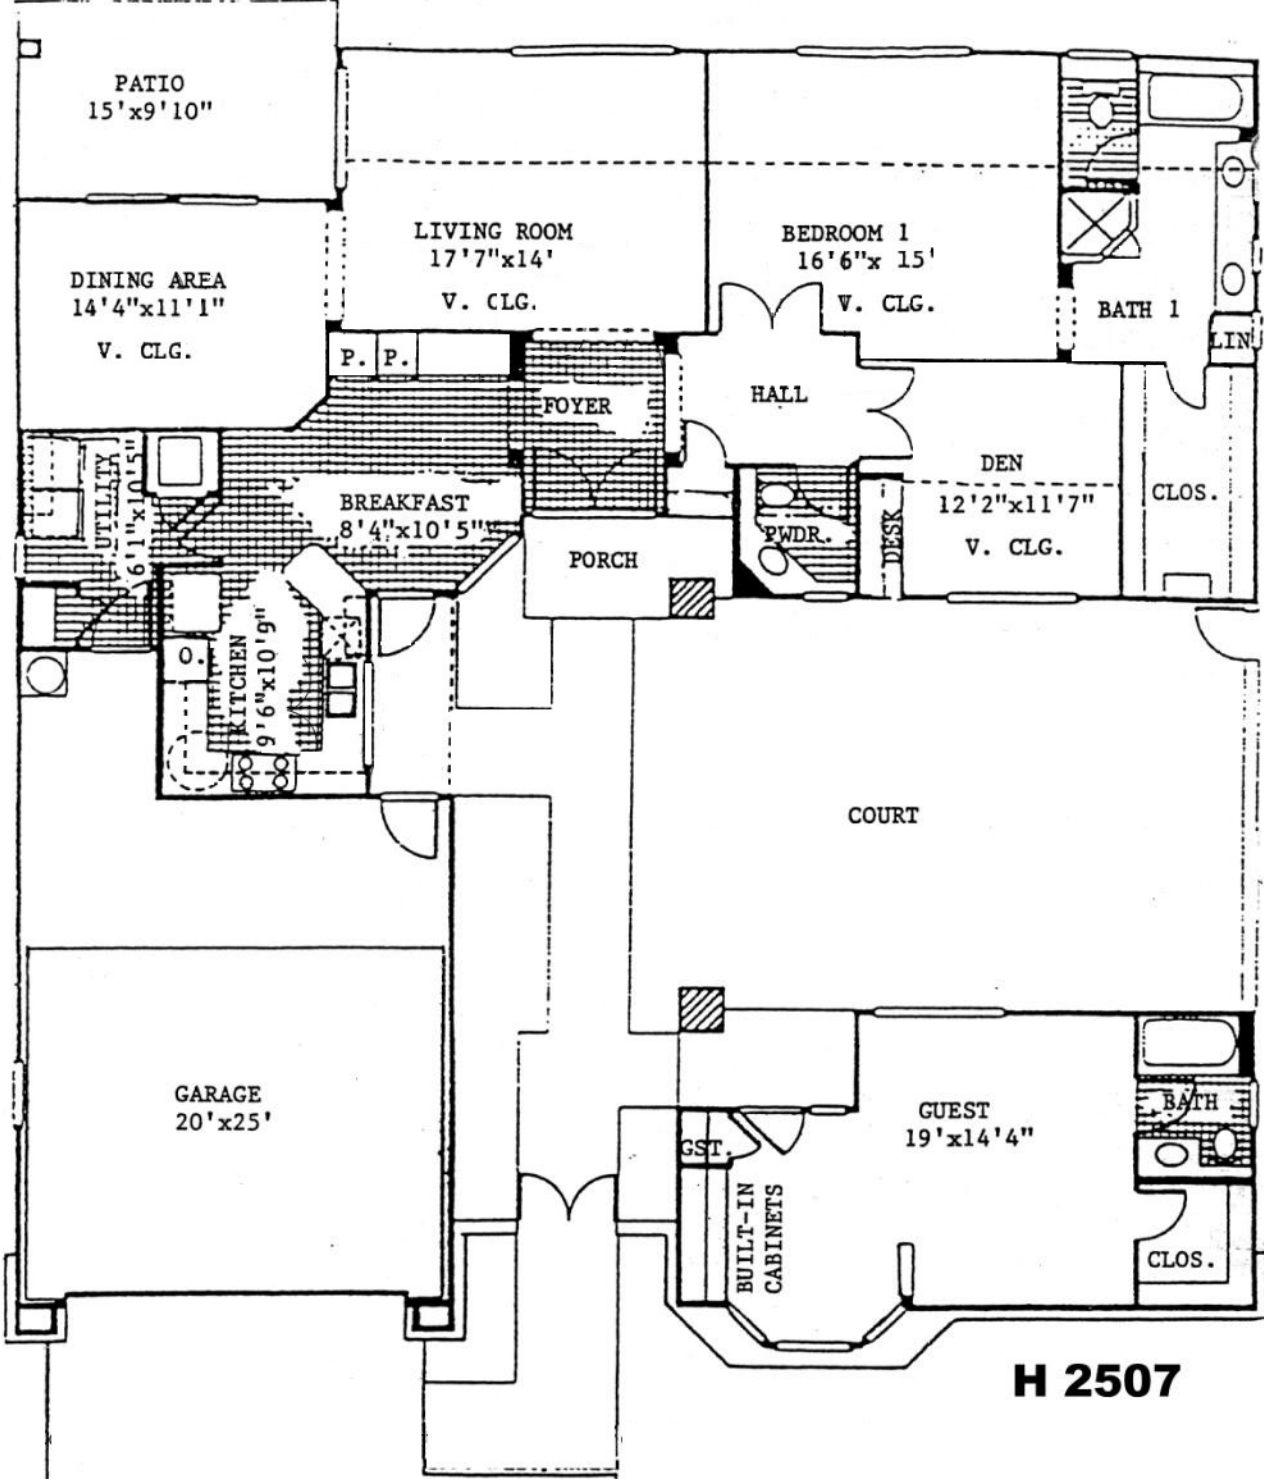 PATIO
15'x9'10"
LIVING ROOM
17'7"x14'
V. CLG.
BEDROOM 1
16'6"x 15'
V. CLG.
DINING AREA
14'4"x11'1"
V. CLG.
BATH 1
LIN
P. P.
FOYER
HALL
UTILITY
6'1"x10'5"
BREAKFAST
8'4"x10'5"
DEN
12'2"x11'7"
V. CLG.
CLOS.
PWDR.
DESK
PORCH
O.
KITCHEN
9'6"x10'9"
COURT
GARAGE
20'x25'
GUEST
19'x14'4"
BATH
GST.
BUILT-IN
CABINETS
CLOS.
H 2507